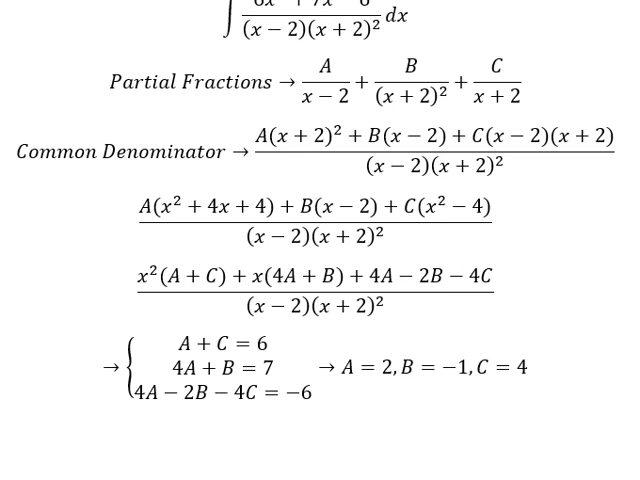 ∫ (x − 2)(x + 2)² dx
Partial Fractions → A/(x − 2) + B/(x + 2)² + C/(x + 2)
Common Denominator → (A(x + 2)² + B(x − 2) + C(x − 2)(x + 2))/((x − 2)(x + 2)²)
(A(x² + 4x + 4) + B(x − 2) + C(x² − 4))/((x − 2)(x + 2)²)
(x²(A + C) + x(4A + B) + 4A − 2B − 4C)/((x − 2)(x + 2)²)
A + C = 6
→ { 4A + B = 7 → A = 2, B = −1, C = 4
4A − 2B − 4C = −6